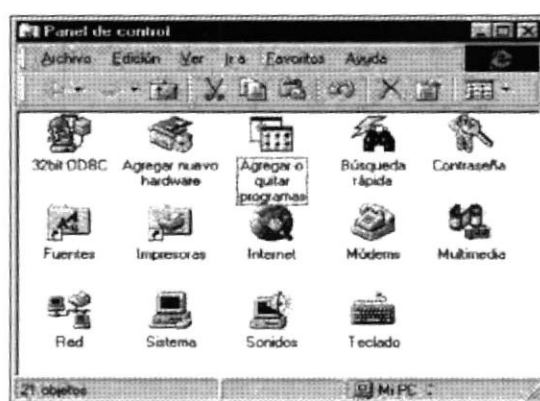 Panel de control
Archivo Edición Ver Ir a Favoritos Ayuda
32bit ODBC
Agregar nuevo
hardware
Agregar o
quitar
programas
Búsqueda
rápida
Contraseña
Fuentes
Impresoras
Internet
Módems
Multimedia
Red
Sistema
Sonidos
Teclado
21 objetos
Mi PC